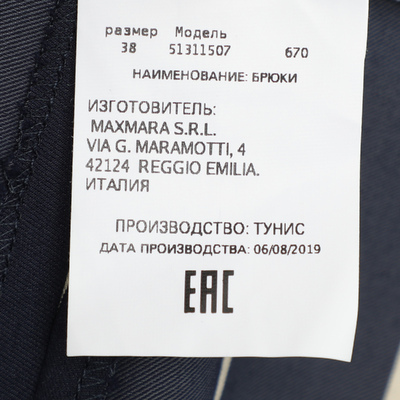 размер Модель
38 51311507 670
НАИМЕНОВАНИЕ: БРЮКИ
ИЗГОТОВИТЕЛЬ:
MAXMARA S.R.L.
VIA G. MARAMOTTI, 4
42124 REGGIO EMILIA.
ИТАЛИЯ
ПРОИЗВОДСТВО: ТУНИС
ДАТА ПРОИЗВОДСТВА: 06/08/2019
EAC